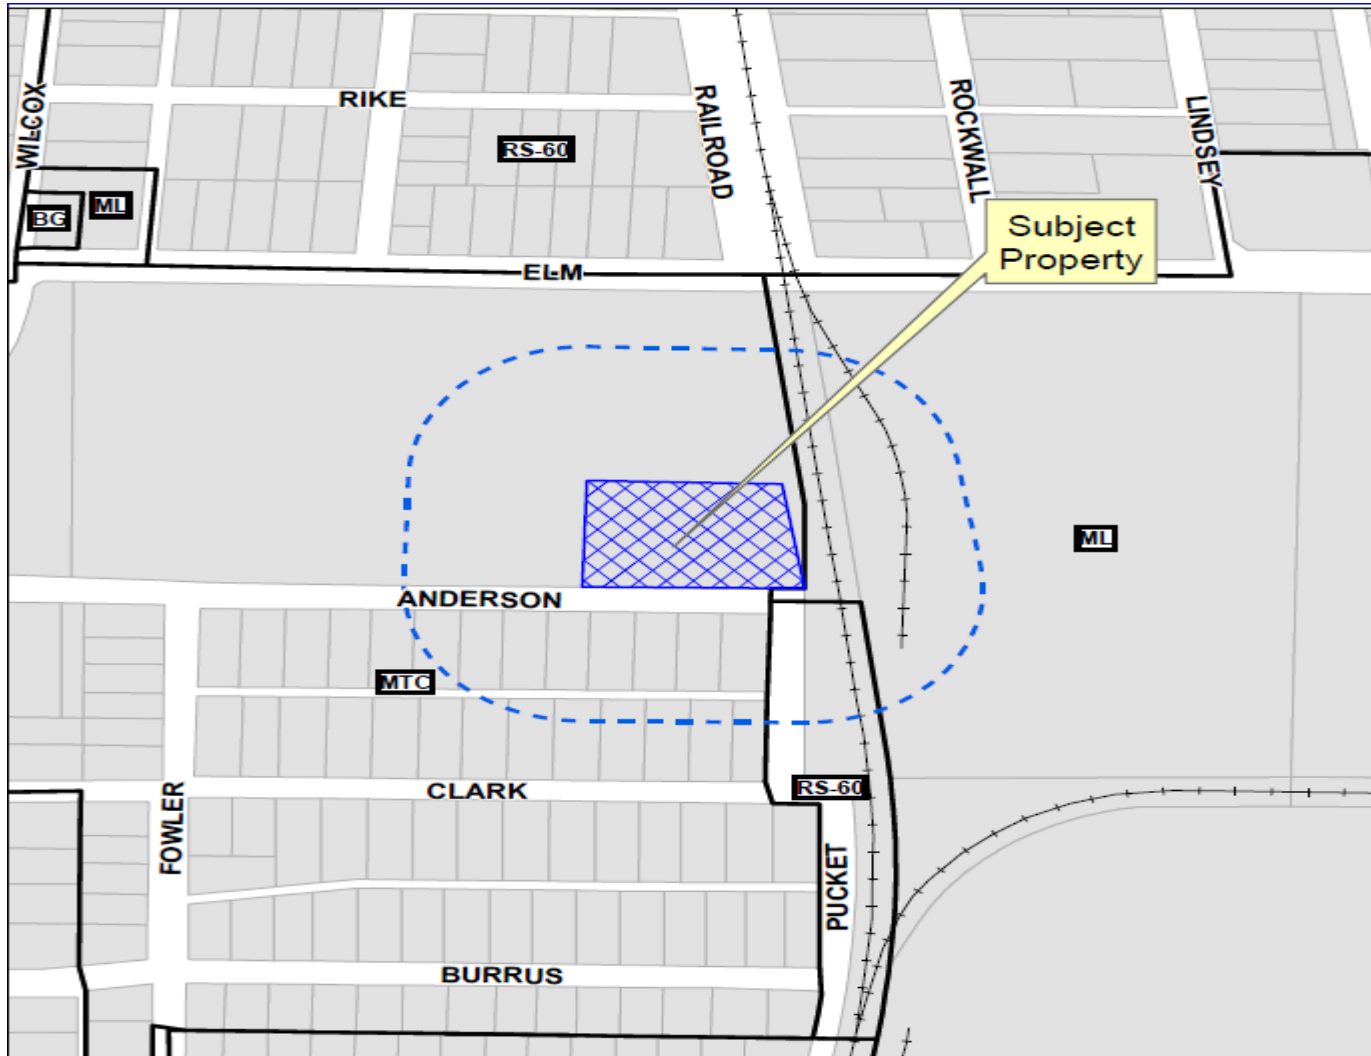 RIKE
WILCOX
RAILROAD
ROCKWALL
LINDSEY
RS-60
BG
ML
Subject
Property
ELM
ML
ANDERSON
MTC
RS-60
CLARK
FOWLER
PUCKET
BURRUS